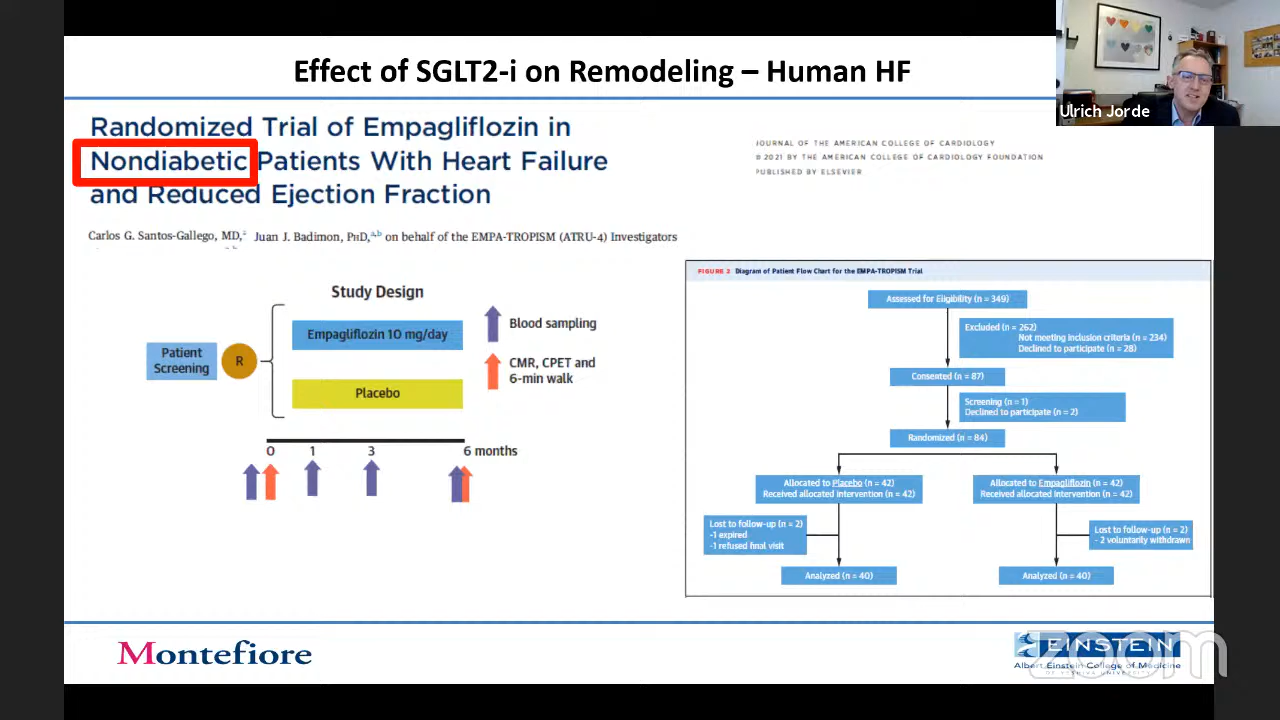 Effect of SGLT2-i on Remodeling – Human HF
Ulrich Jorde
Randomized Trial of Empagliflozin in
Nondiabetic Patients With Heart Failure
and Reduced Ejection Fraction
JOURNAL OF THE AMERICAN COLLEGE OF CARDIOLOGY
© 2021 BY THE AMERICAN COLLEGE OF CARDIOLOGY FOUNDATION
PUBLISHED BY ELSEVIER
Carlos G. Santos-Gallego, MD, Juan J. Badimon, PHD,a,b on behalf of the EMPA-TROPISM (ATRU-4) Investigators
Study Design
Patient
Screening
R
Empagliflozin 10 mg/day
Placebo
Blood sampling
CMR, CPET and
6-min walk
0 1 3 6 months
FIGURE 2 Diagram of Patient Flow Chart for the EMPA-TROPISM Trial
Assessed for Eligibility (n = 349)
Excluded (n = 262)
Not meeting inclusion criteria (n = 234)
Declined to participate (n = 28)
Consented (n = 87)
Screening (n = 1)
Declined to participate (n = 2)
Randomized (n = 84)
Allocated to Placebo (n = 42)
Received allocated intervention (n = 42)
Allocated to Empagliflozin (n = 42)
Received allocated intervention (n = 42)
Lost to follow-up (n = 2)
-1 expired
-1 refused final visit
Lost to follow-up (n = 2)
- 2 voluntarily withdrawn
Analyzed (n = 40)
Analyzed (n = 40)
Montefiore
EINSTEIN
Albert Einstein College of Medicine
OF YESHIVA UNIVERSITY
zoom